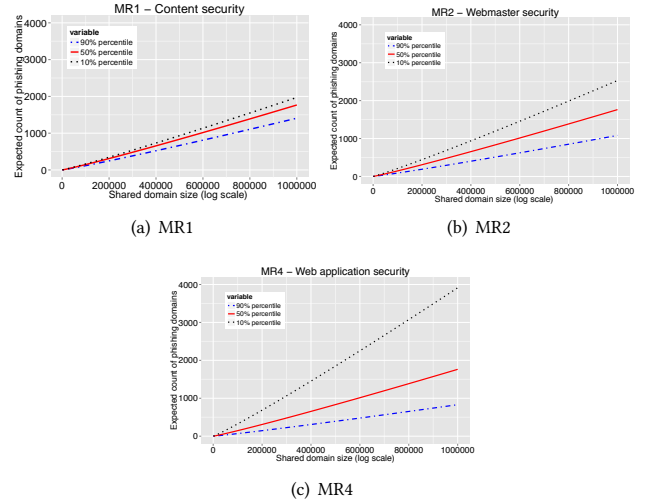 MR1 – Content security
Expected count of phishing domains
4000
3000
2000
1000
0
variable
90% percentile
50% percentile
10% percentile
0 200000 400000 600000 800000 1000000
Shared domain size (log scale)
(a) MR1
MR2 – Webmaster security
Expected count of phishing domains
4000
3000
2000
1000
0
variable
90% percentile
50% percentile
10% percentile
0 200000 400000 600000 800000 1000000
Shared domain size (log scale)
(b) MR2
MR4 – Web application security
Expected count of phishing domains
4000
3000
2000
1000
0
variable
90% percentile
50% percentile
10% percentile
0 200000 400000 600000 800000 1000000
Shared domain size (log scale)
(c) MR4